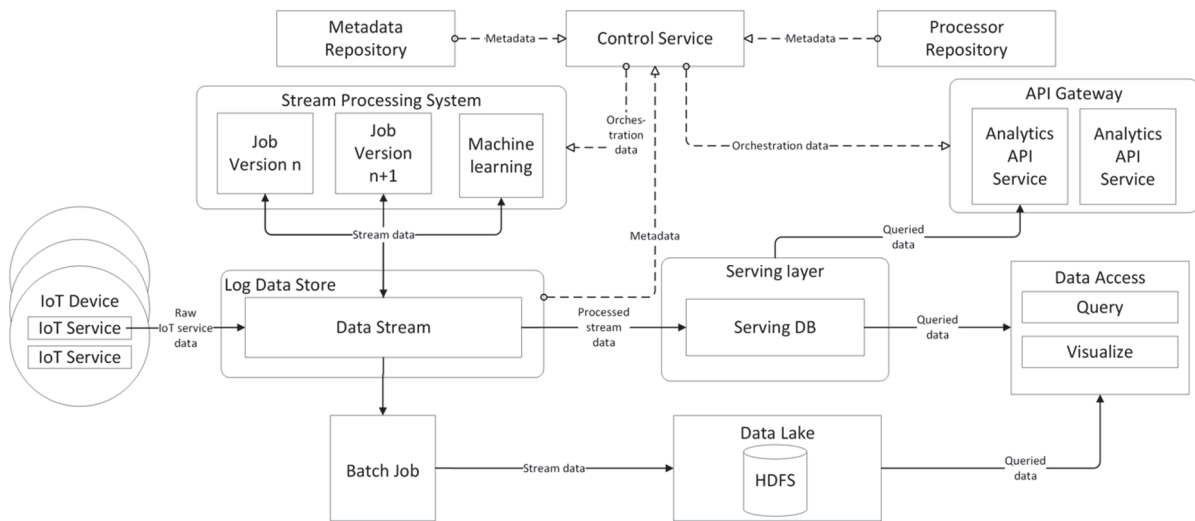 Metadata
Repository
Metadata
Control Service
Metadata
Processor
Repository
Stream Processing System
Job
Version n
Job
Version
n+1
Machine
learning
Orches-
tration
data
Orchestration data
API Gateway
Analytics
API
Service
Analytics
API
Service
Stream data
Metadata
Queried
data
IoT Device
IoT Service
IoT Service
Raw
IoT service
data
Log Data Store
Data Stream
Processed
stream
data
Serving layer
Serving DB
Queried
data
Data Access
Query
Visualize
Batch Job
Stream data
Data Lake
HDFS
Queried
data